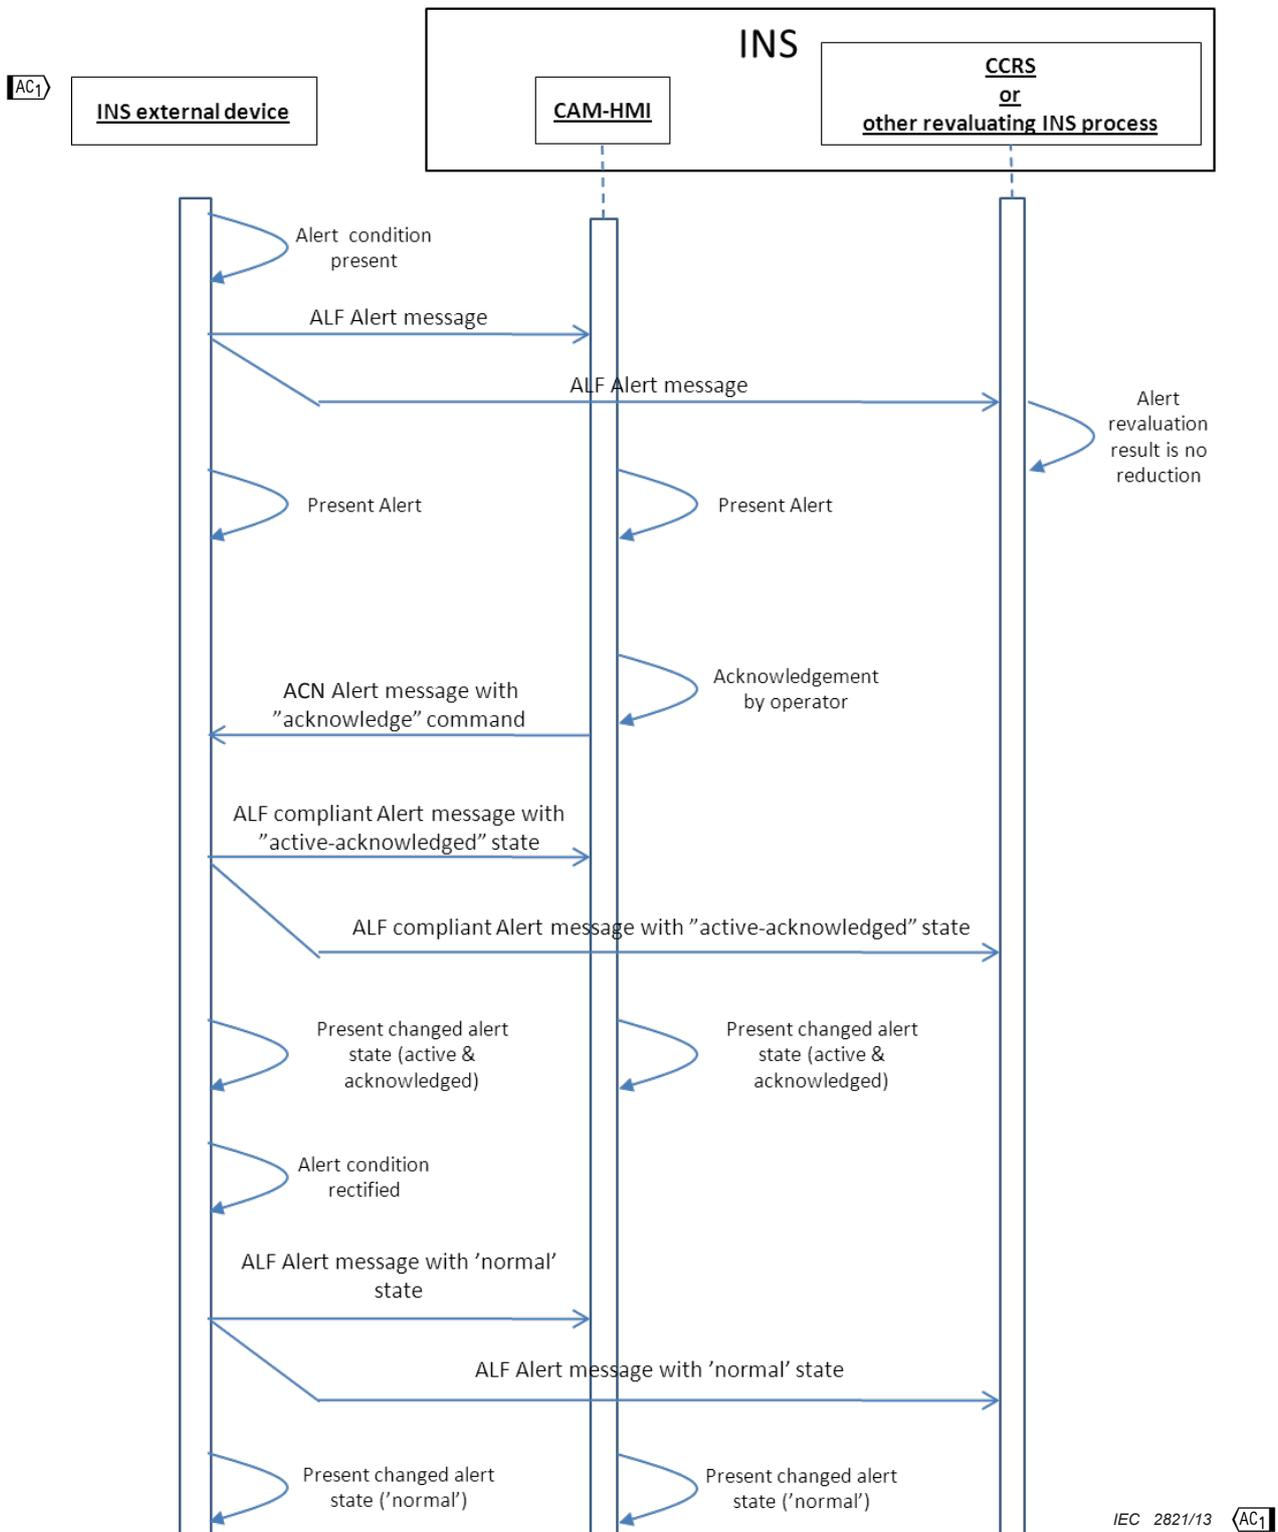 INS
AC1
INS external device
CAM-HMI
CCRS
or
other revaluating INS process
Alert condition
present
ALF Alert message
ALF Alert message
Alert
revaluation
result is no
reduction
Present Alert
Present Alert
Acknowledgement
by operator
ACN Alert message with
”acknowledge” command
ALF compliant Alert message with
”active-acknowledged” state
ALF compliant Alert message with ”active-acknowledged” state
Present changed alert
state (active &
acknowledged)
Present changed alert
state (active &
acknowledged)
Alert condition
rectified
ALF Alert message with ’normal’
state
ALF Alert message with ’normal’ state
Present changed alert
state (’normal’)
Present changed alert
state (’normal’)
IEC 2821/13
AC1